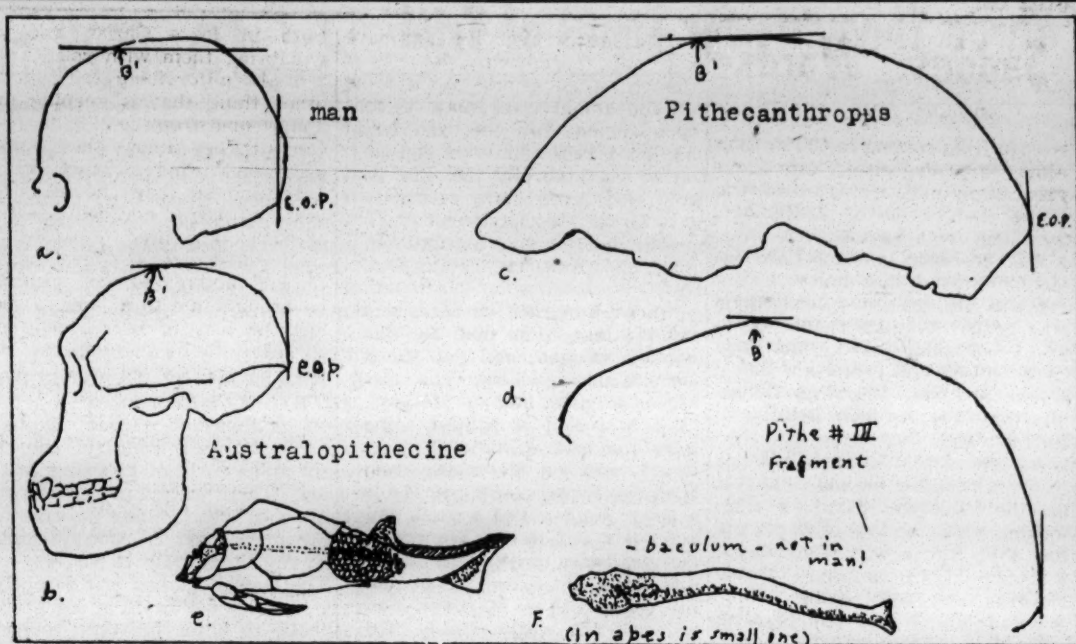 B'
man
E.O.P.
a.
B'
e.o.p
Australopithecine
b.
e.
B'
Pithecanthropus
E.O.P.
c.
B'
d.
Pithe # III
Fragment
- baculum - not in
man!
F.
(In apes is small one)